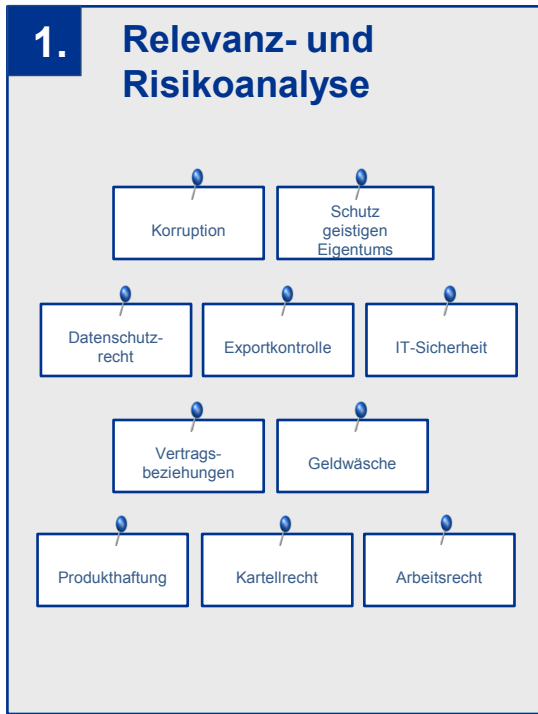 1.
Relevanz- und
Risikoanalyse
Korruption
Schutz
geistigen
Eigentums
Datenschutz-
recht
Exportkontrolle
IT-Sicherheit
Vertrags-
beziehungen
Geldwäsche
Produkthaftung
Kartellrecht
Arbeitsrecht